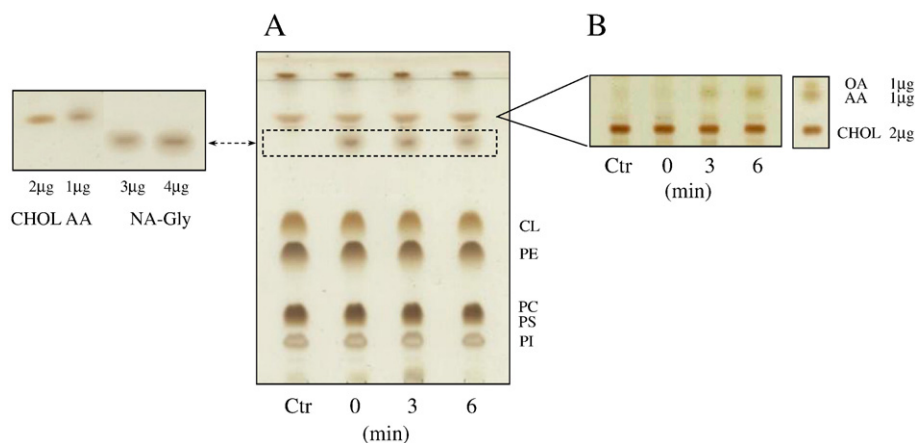 A
B
2µg 1µg 3µg 4µg
CHOL AA NA-Gly
CL
PE
PC
PS
PI
Ctr 0 3 6
(min)
Ctr 0 3 6
(min)
OA 1µg
AA 1µg
CHOL 2µg